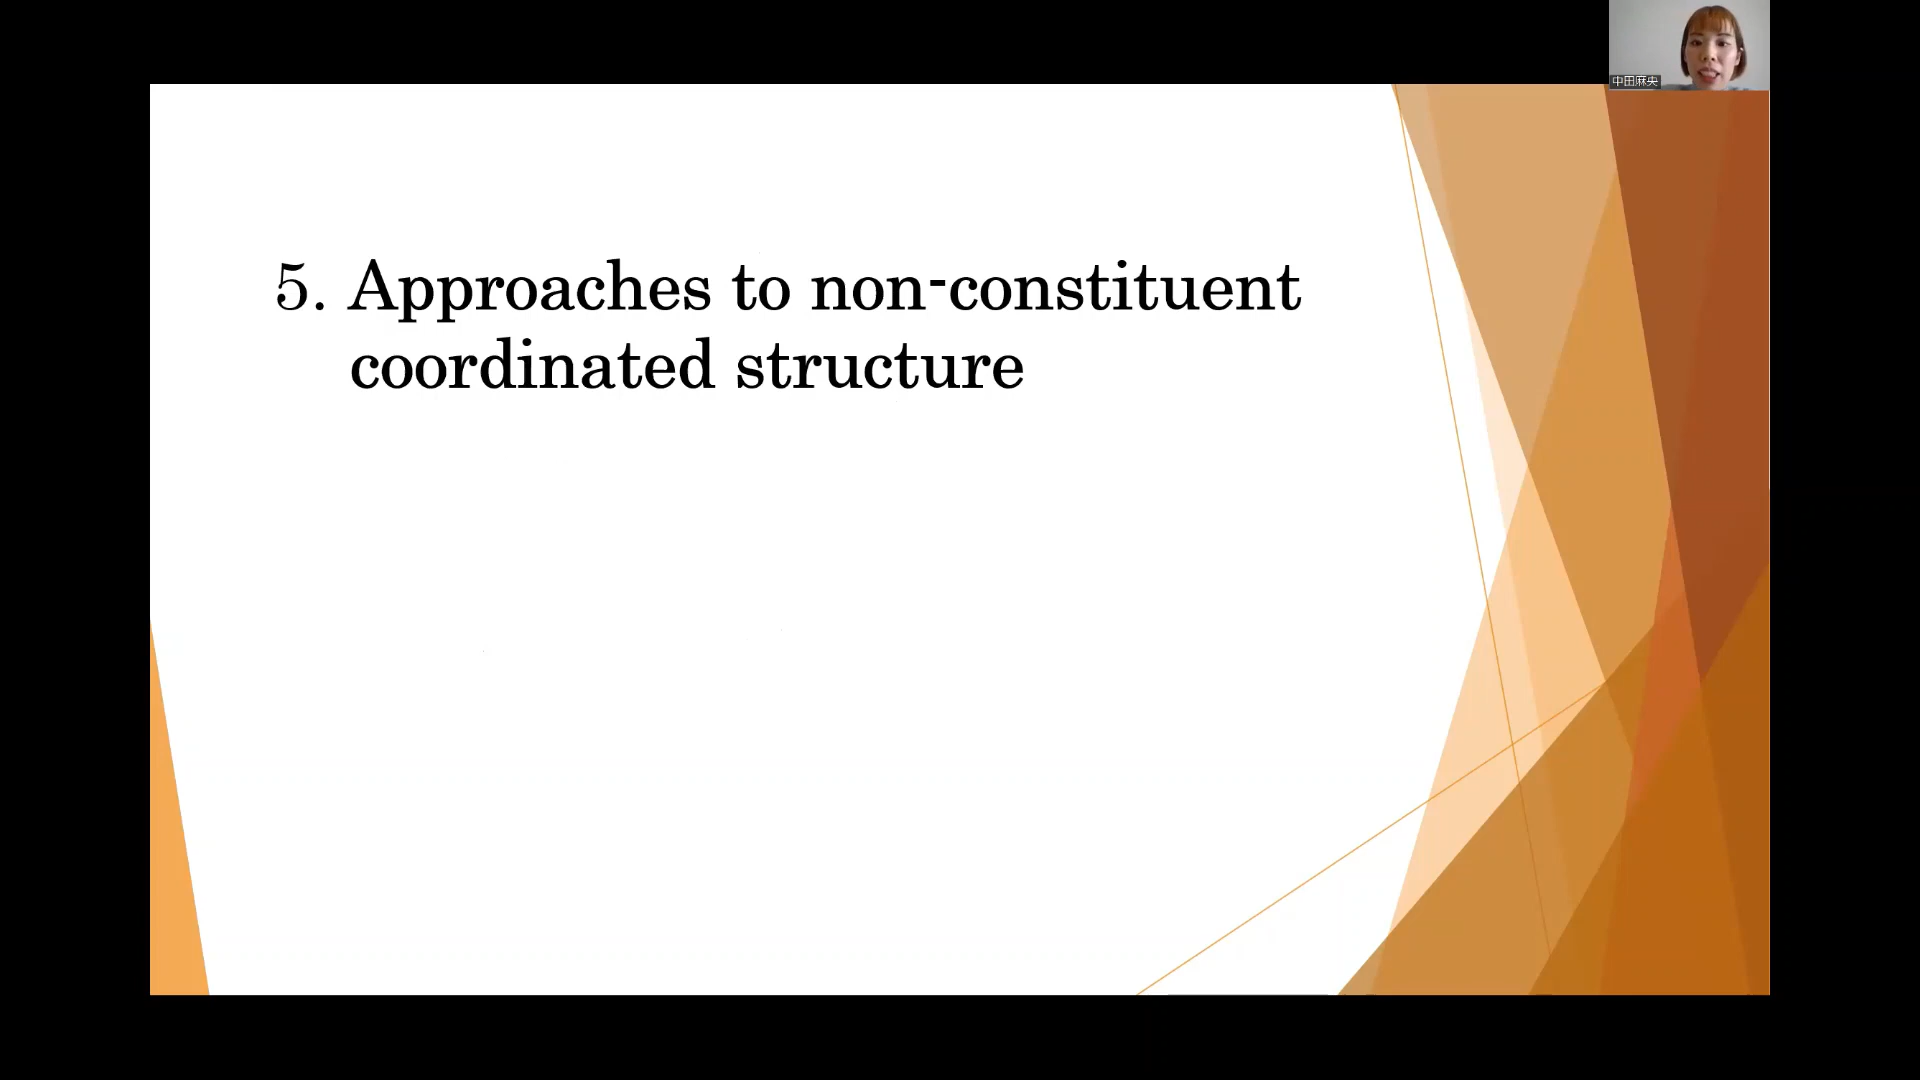 中田麻央
5. Approaches to non-constituent
coordinated structure